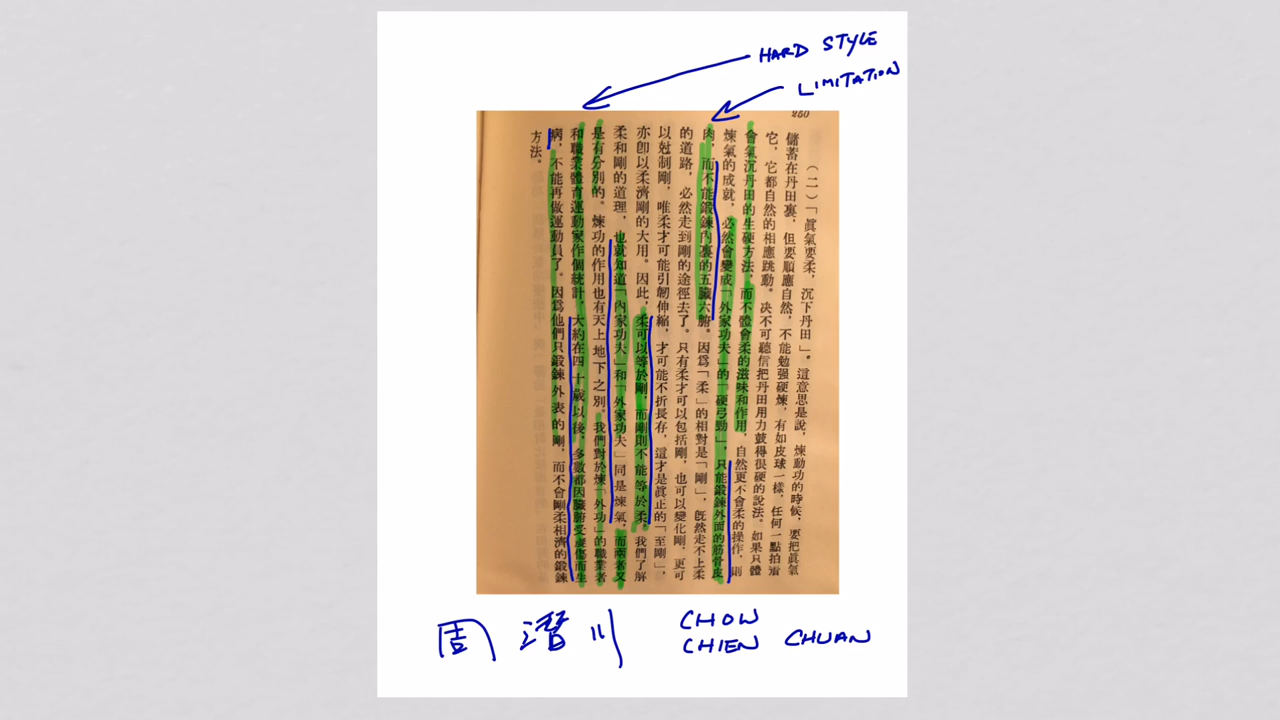 HARD STYLE
LIMITATION
250
(二)「眞氣要柔,沉下丹田」。這意思是說,煉動功的時候,要把眞氣
儲蓄在丹田裏,但要順應自然,不能勉强硬煉,有如皮球一樣,任何一點拍
它,它都自然的相應跳動。决不可聽信把丹田用力鼓得很硬的說法。如果只體
會氣沉丹田的生硬方法,而不體會柔的滋味和作用,自然更不會柔的操作,則
煉氣的成就,必然會變成「外家功夫」的「硬弓勁」,只能鍛鍊外面的筋骨皮
肉,而不能鍛鍊內裏的五臟六腑。因爲「柔」的相對是「剛」,旣然走不上柔
的道路,必然走到剛的途徑去了。只有柔才可以包括剛,也可以變化剛,更可
以尅制剛,唯柔才可能引韌伸縮,才可能不折長存,這才是眞正的「至剛」,
亦卽以柔濟剛的大用。因此,柔可以等於剛,而剛則不能等於柔。我們了解
柔和剛的道理,也就知道「內家功夫」和「外家功夫」同是煉氣,而兩者又
是有分別的。煉功的作用也有天上地下之別。我們對於煉「外功」的職業者
和職業體育運動家作個統計,大約在四十歲以後,多數都因臟腑受虛傷而生
病,不能再做運動員了。因爲他們只鍛鍊外表的剛,而不會剛柔相濟的鍛鍊
方法。
周潛川 CHOW
CHIEN CHUAN